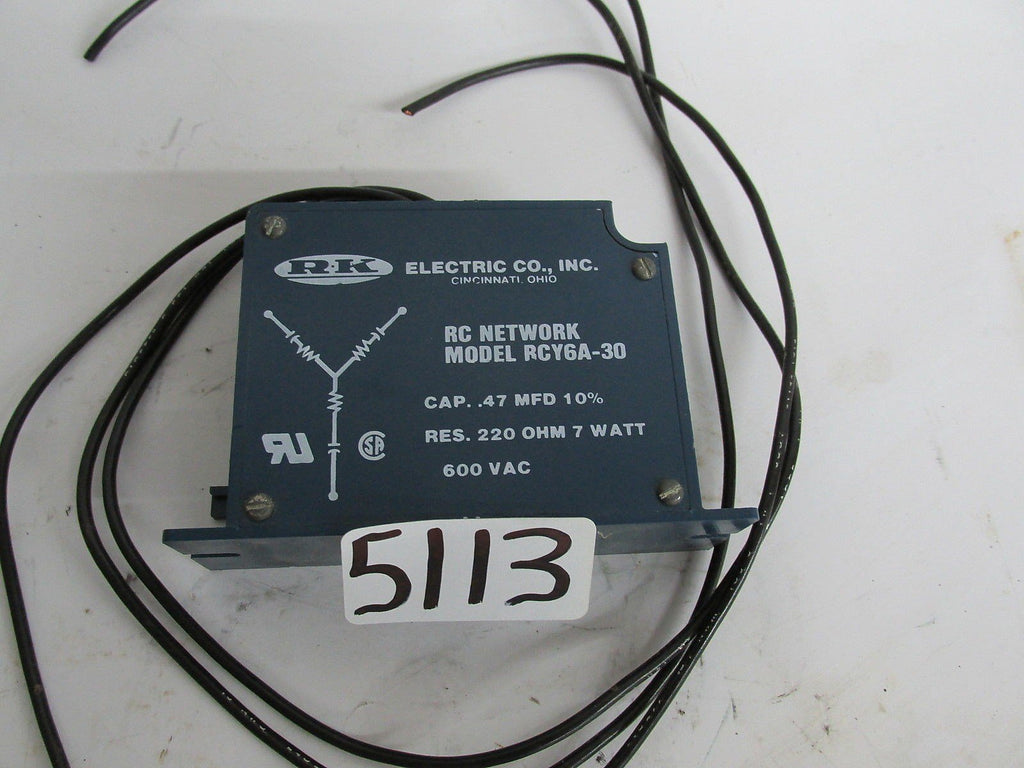 R-K ELECTRIC CO., INC.
CINCINNATI, OHIO
RC NETWORK
MODEL RCY6A-30
CAP. .47 MFD 10%
RES. 220 OHM 7 WATT
600 VAC
5113